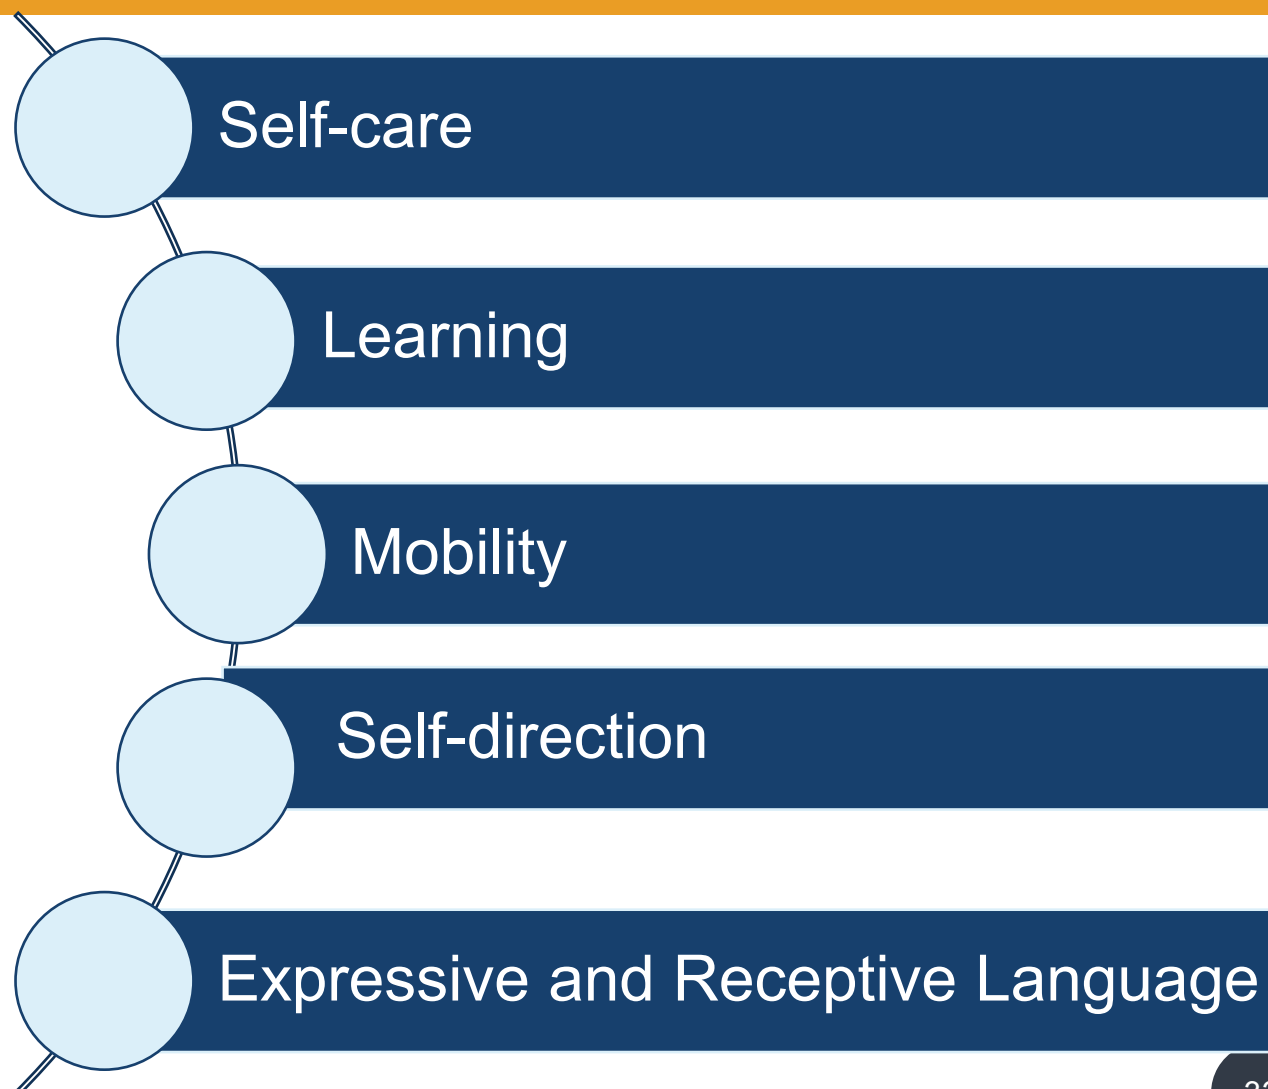 Self-care
Learning
Mobility
Self-direction
Expressive and Receptive Language